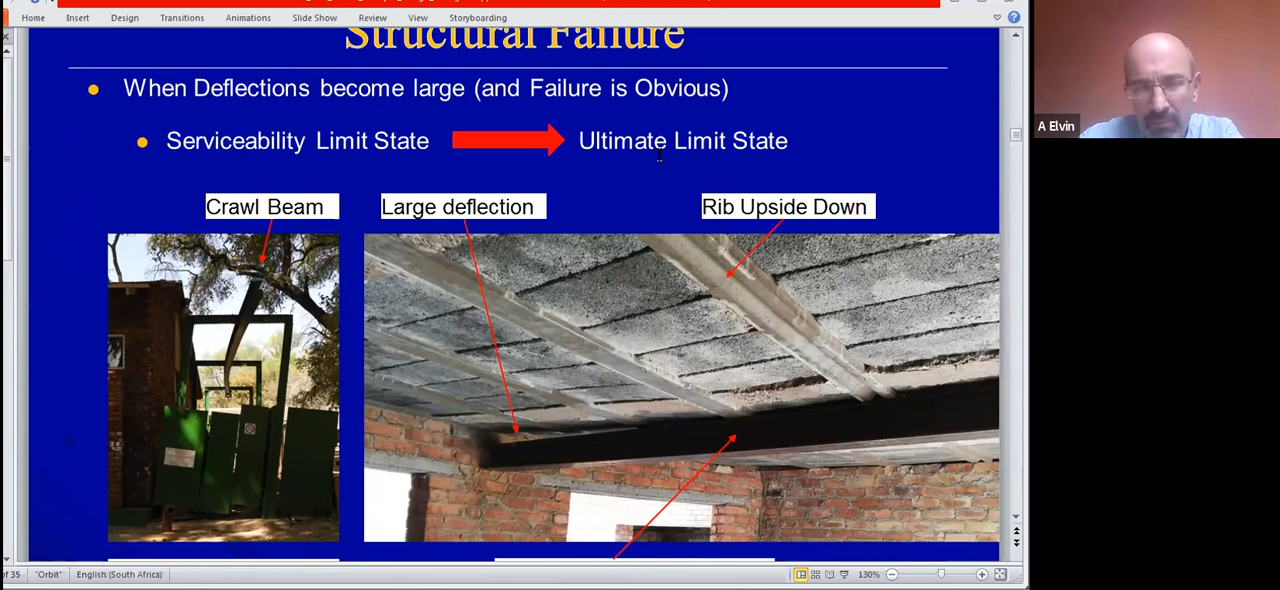 Home Insert Design Transitions Animations Slide Show Review View Storyboarding
Structural Failure
When Deflections become large (and Failure is Obvious)
Serviceability Limit State
Ultimate Limit State
Crawl Beam
Large deflection
Rib Upside Down
A Elvin
of 35 "Orbit" English (South Africa) 130%